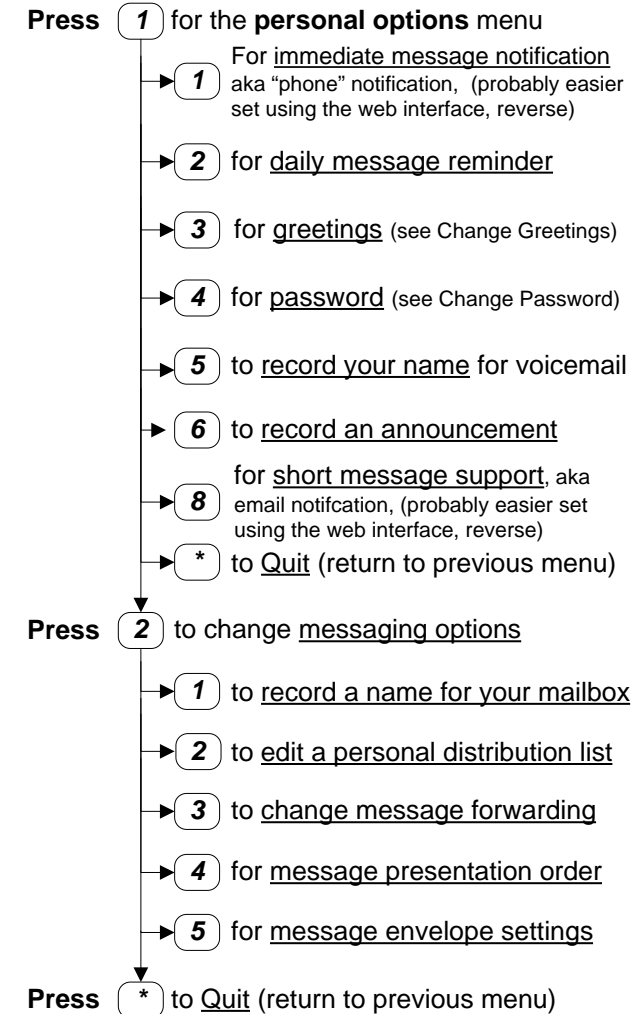 Press 1 for the personal options menu
For immediate message notification
1 aka “phone” notification, (probably easier
set using the web interface, reverse)
2 for daily message reminder
3 for greetings (see Change Greetings)
4 for password (see Change Password)
5 to record your name for voicemail
6 to record an announcement
for short message support, aka
8 email notifcation, (probably easier set
using the web interface, reverse)
* to Quit (return to previous menu)
Press 2 to change messaging options
1 to record a name for your mailbox
2 to edit a personal distribution list
3 to change message forwarding
4 for message presentation order
5 for message envelope settings
Press * to Quit (return to previous menu)